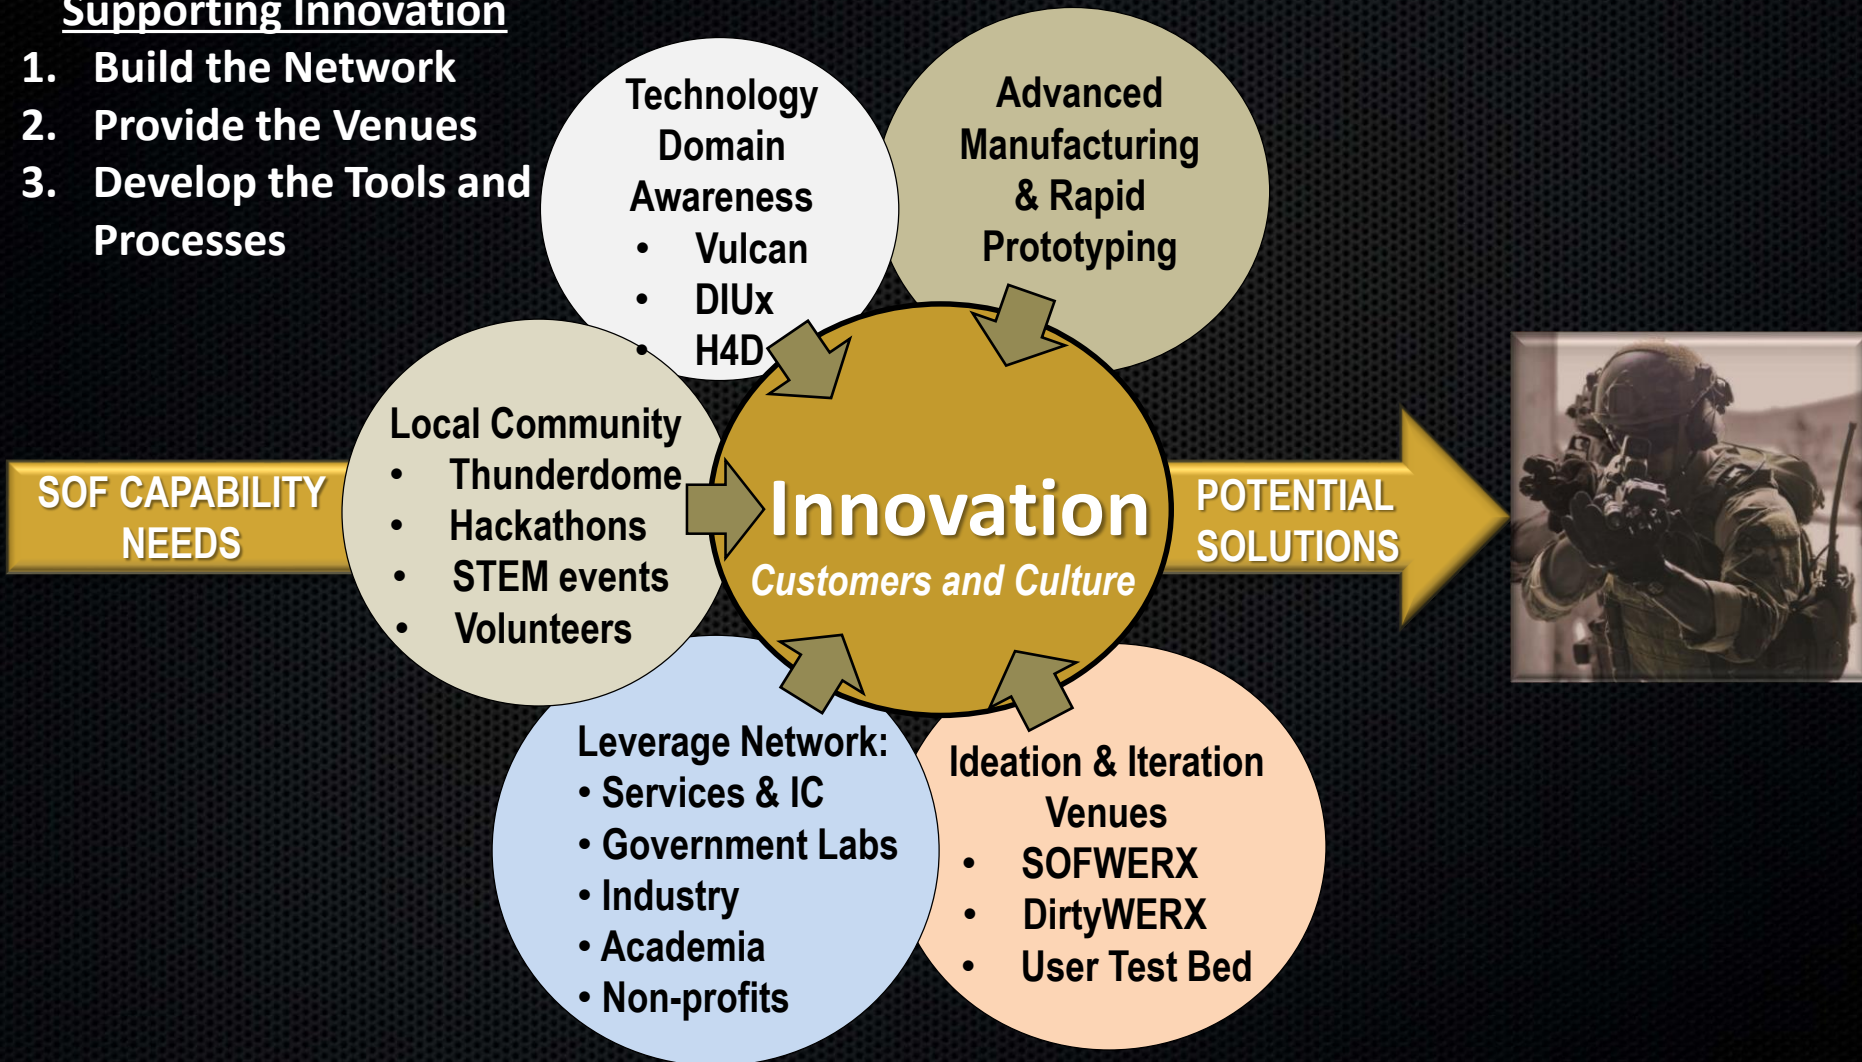 Supporting Innovation
1. Build the Network
2. Provide the Venues
3. Develop the Tools and
Processes
Technology
Domain
Awareness
• Vulcan
• DIUx
• H4D
Advanced
Manufacturing
& Rapid
Prototyping
SOF CAPABILITY
NEEDS
Local Community
• Thunderdome
• Hackathons
• STEM events
• Volunteers
Innovation
Customers and Culture
POTENTIAL
SOLUTIONS
Leverage Network:
• Services & IC
• Government Labs
• Industry
• Academia
• Non-profits
Ideation & Iteration
Venues
• SOFWERX
• DirtyWERX
• User Test Bed